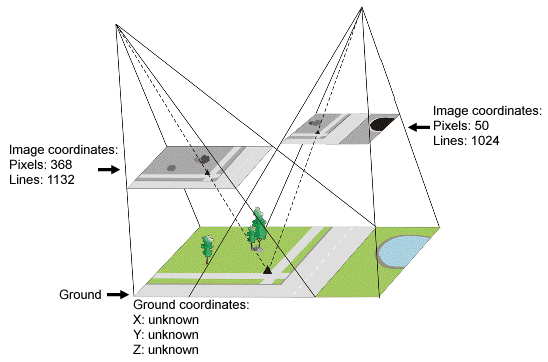 Image coordinates:
Pixels: 368
Lines: 1132
Image coordinates:
Pixels: 50
Lines: 1024
Ground
Ground coordinates:
X: unknown
Y: unknown
Z: unknown